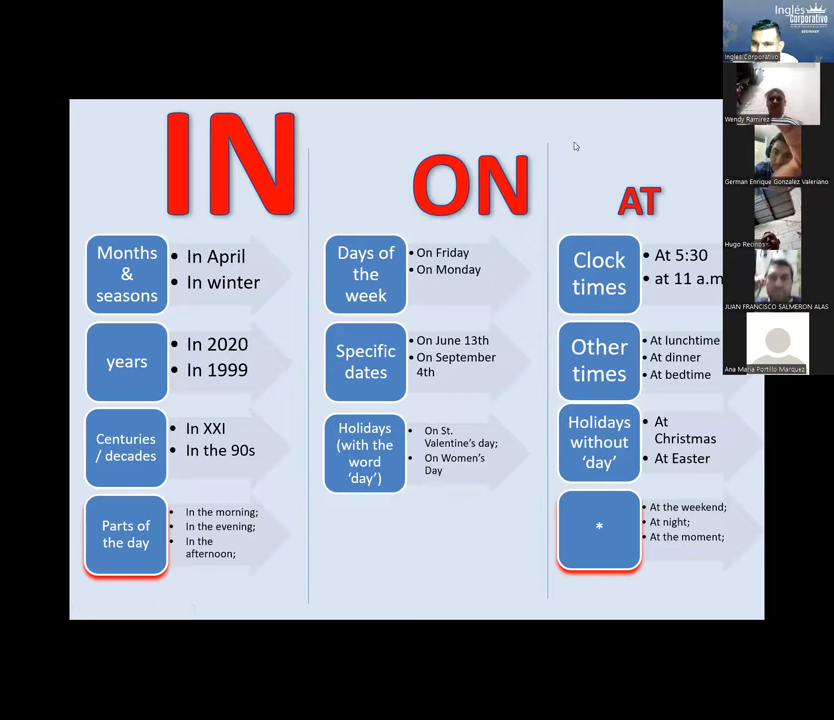 IN
Months
&
seasons
• In April
• In winter
years
• In 2020
• In 1999
Centuries
/ decades
• In XXI
• In the 90s
Parts of
the day
• In the morning;
• In the evening;
• In the
afternoon;
ON
Days of
the
week
• On Friday
• On Monday
Specific
dates
• On June 13th
• On September
4th
Holidays
(with the
word
'day')
• On St.
Valentine's day;
• On Women's
Day
AT
Clock
times
• At 5:30
• at 11 a.m
Other
times
• At lunchtime
• At dinner
• At bedtime
Holidays
without
'day'
• At
Christmas
• At Easter
*
• At the weekend;
• At night;
• At the moment;
Inglés
Corporativo
BEGINNER
Inglés Corporativo
Wendy Ramirez
German Enrique Gonzalez Valeriano
Hugo Recinos
JUAN FRANCISCO SALMERON ALAS
Ana Maria Portillo Marquez